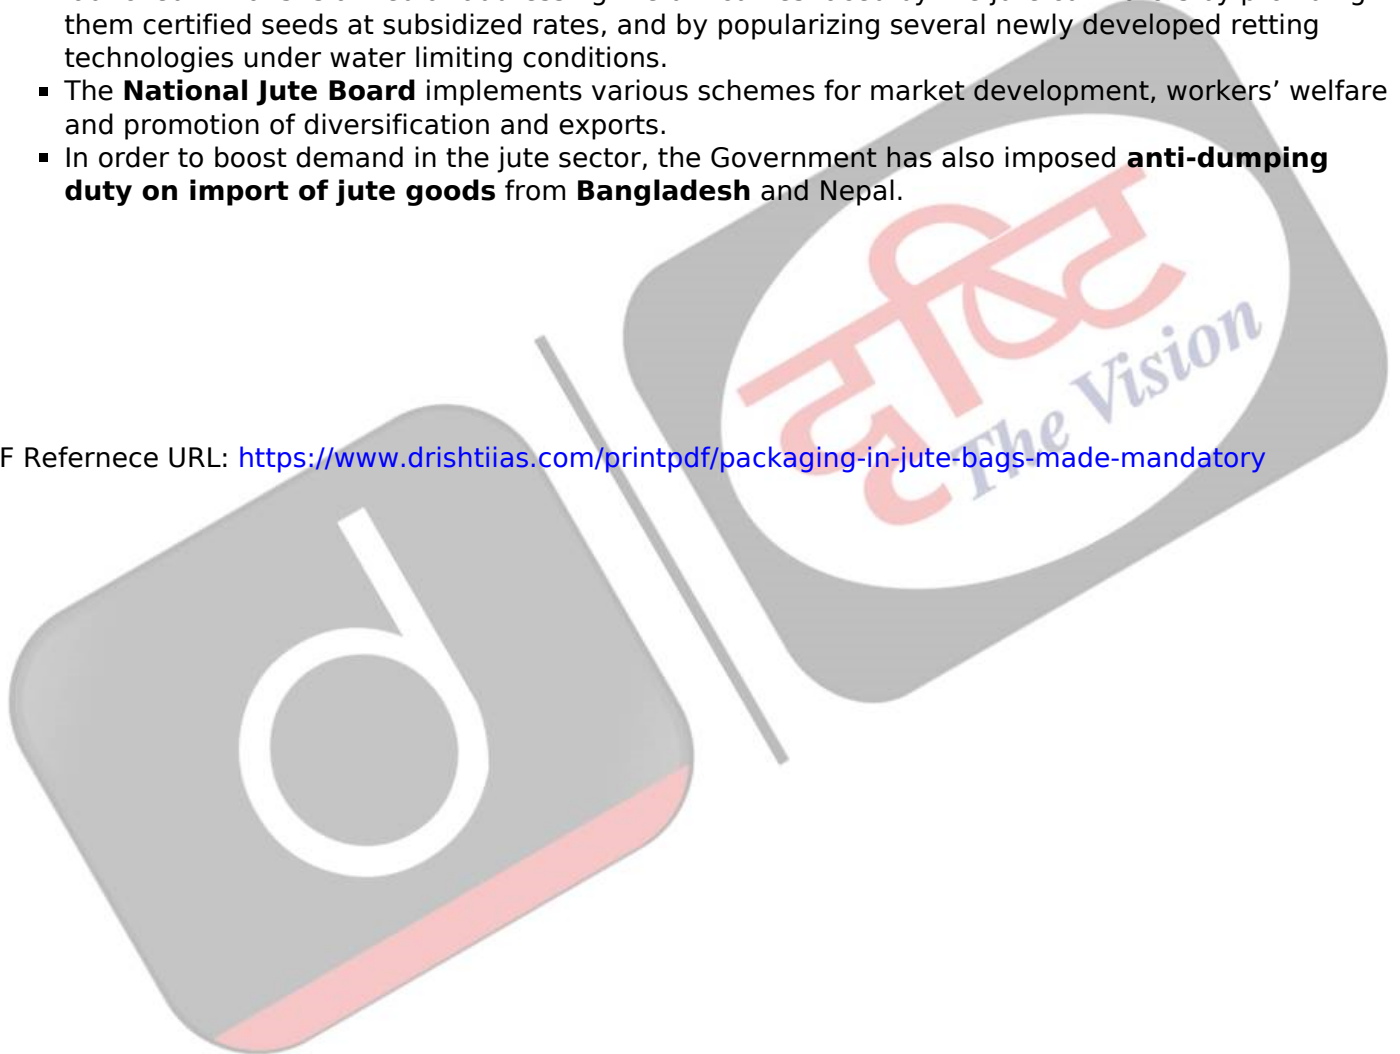 them certified seeds at subsidized rates, and by popularizing several newly developed retting
technologies under water limiting conditions.
▪ The National Jute Board implements various schemes for market development, workers’ welfare
and promotion of diversification and exports.
▪ In order to boost demand in the jute sector, the Government has also imposed anti-dumping
duty on import of jute goods from Bangladesh and Nepal.
दृष्टि
The Vision
F Refernece URL: https://www.drishtiias.com/printpdf/packaging-in-jute-bags-made-mandatory
d